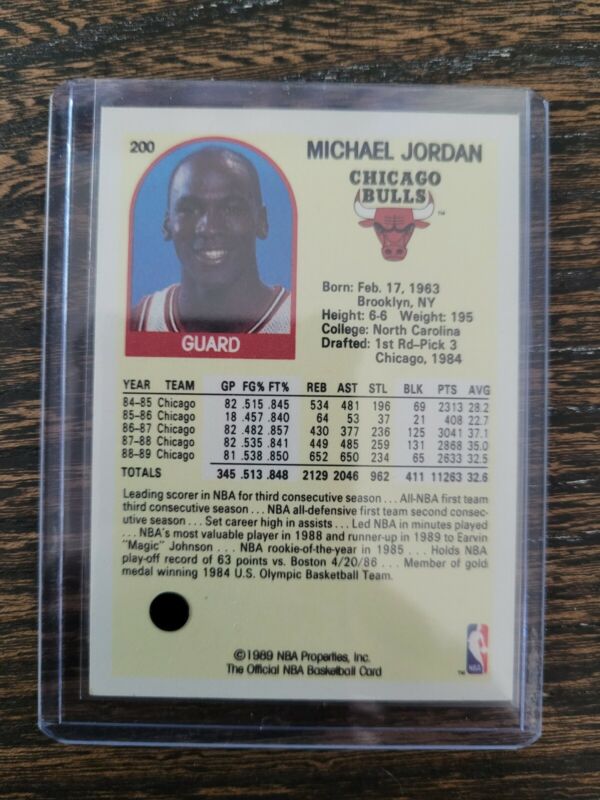 200
MICHAEL JORDAN
CHICAGO
BULLS
TM
Born: Feb. 17, 1963
Brooklyn, NY
Height: 6-6 Weight: 195
College: North Carolina
Drafted: 1st Rd-Pick 3
Chicago, 1984
GUARD
YEAR TEAM GP FG% FT% REB AST STL BLK PTS AVG
84-85 Chicago 82 .515 .845 534 481 196 69 2313 28.2
85-86 Chicago 18 .457 .840 64 53 37 21 408 22.7
86-87 Chicago 82 .482 .857 430 377 236 125 3041 37.1
87-88 Chicago 82 .535 .841 449 485 259 131 2868 35.0
88-89 Chicago 81 .538 .850 652 650 234 65 2633 32.5
TOTALS 345 .513 .848 2129 2046 962 411 11263 32.6
Leading scorer in NBA for third consecutive season . . . All-NBA first team
third consecutive season . . . NBA all-defensive first team second consec-
utive season . . . Set career high in assists . . . Led NBA in minutes played
. . . NBA's most valuable player in 1988 and runner-up in 1989 to Earvin
"Magic" Johnson . . . NBA rookie-of-the-year in 1985 . . . Holds NBA
play-off record of 63 points vs. Boston 4/20/86 . . . Member of gold
medal winning 1984 U.S. Olympic Basketball Team.
©1989 NBA Properties, Inc.
The Official NBA Basketball Card
TM
NBA